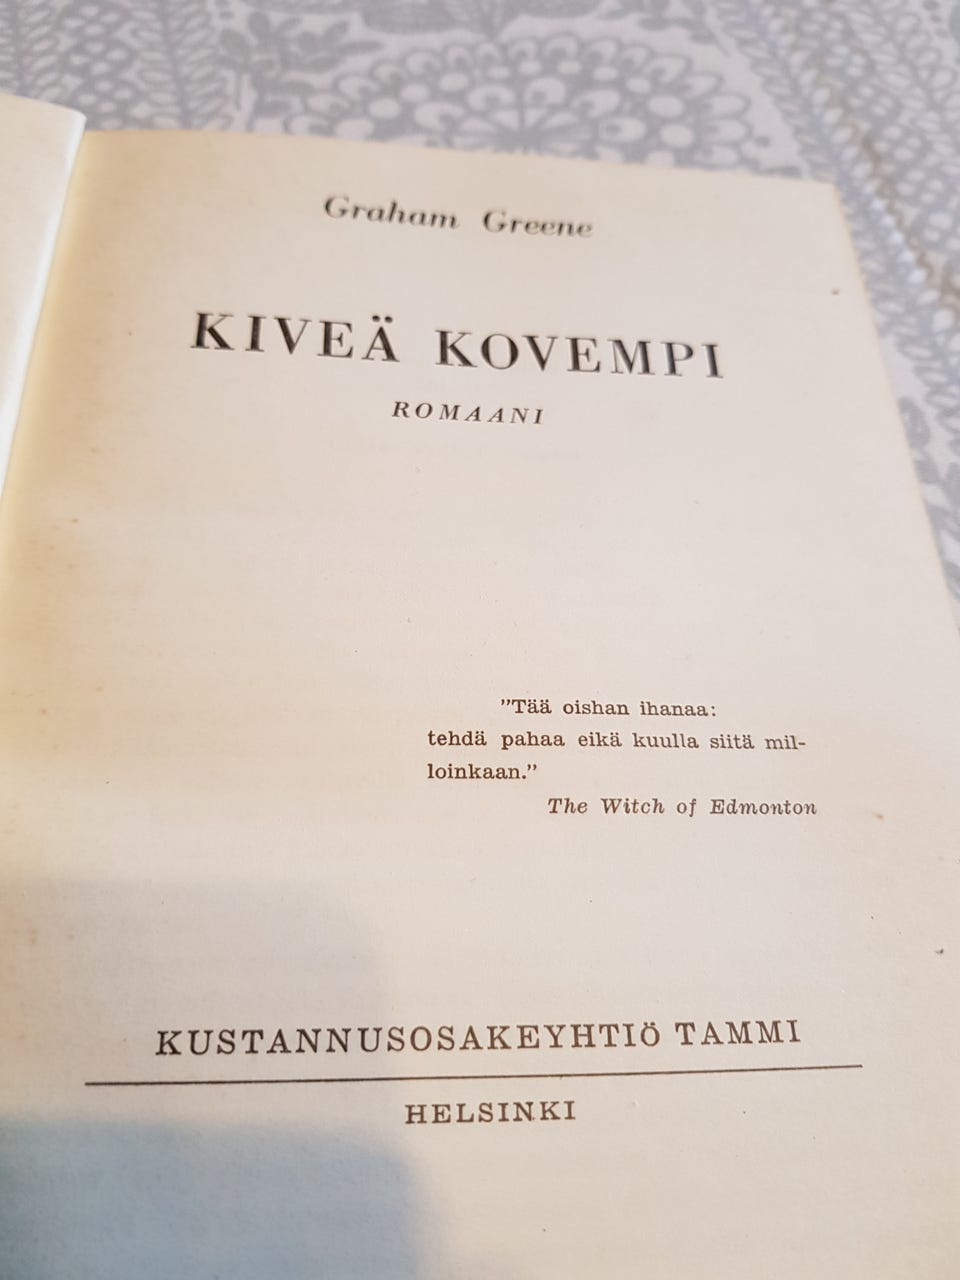 Graham Greene
KIVEÄ KOVEMPI
ROMAANI
”Tää oishan ihanaa:
tehdä pahaa eikä kuulla siitä mil-
loinkaan.”
The Witch of Edmonton
KUSTANNUSOSAKEYHTIÖ TAMMI
HELSINKI